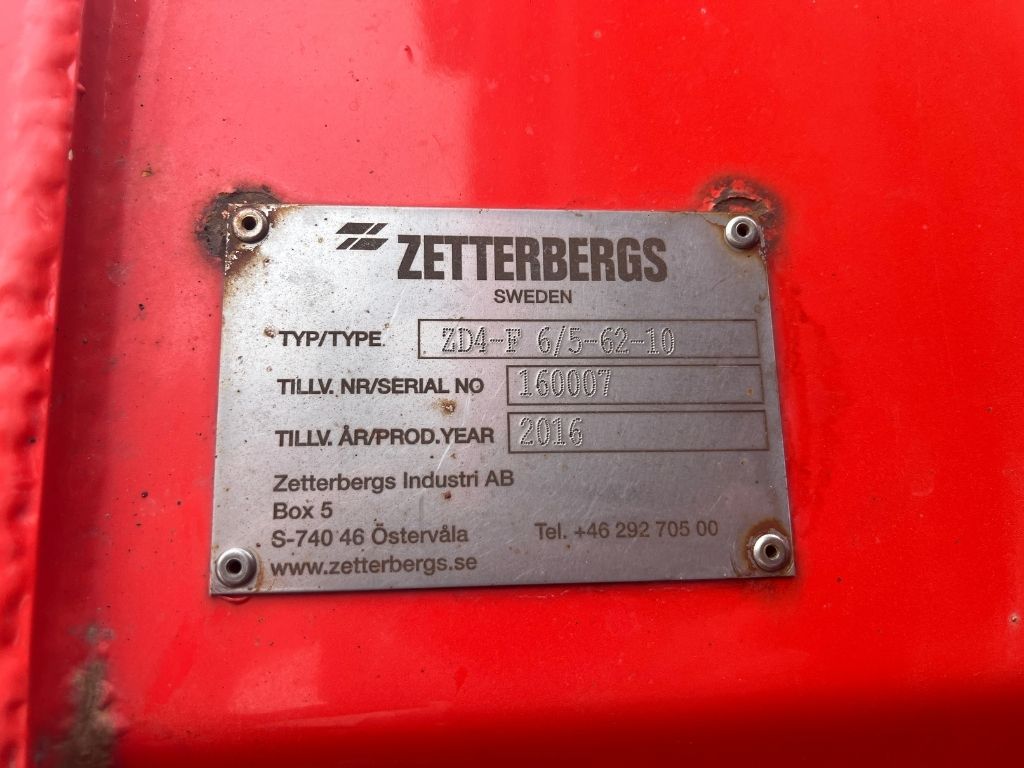 ZETTERBERGS
SWEDEN
TYP/TYPE ZD4-F 6/5-62-10
TILLV. NR/SERIAL NO 160007
TILLV. ÅR/PROD.YEAR 2016
Zetterbergs Industri AB
Box 5
S-740 46 Östervåla Tel. +46 292 705 00
www.zetterbergs.se